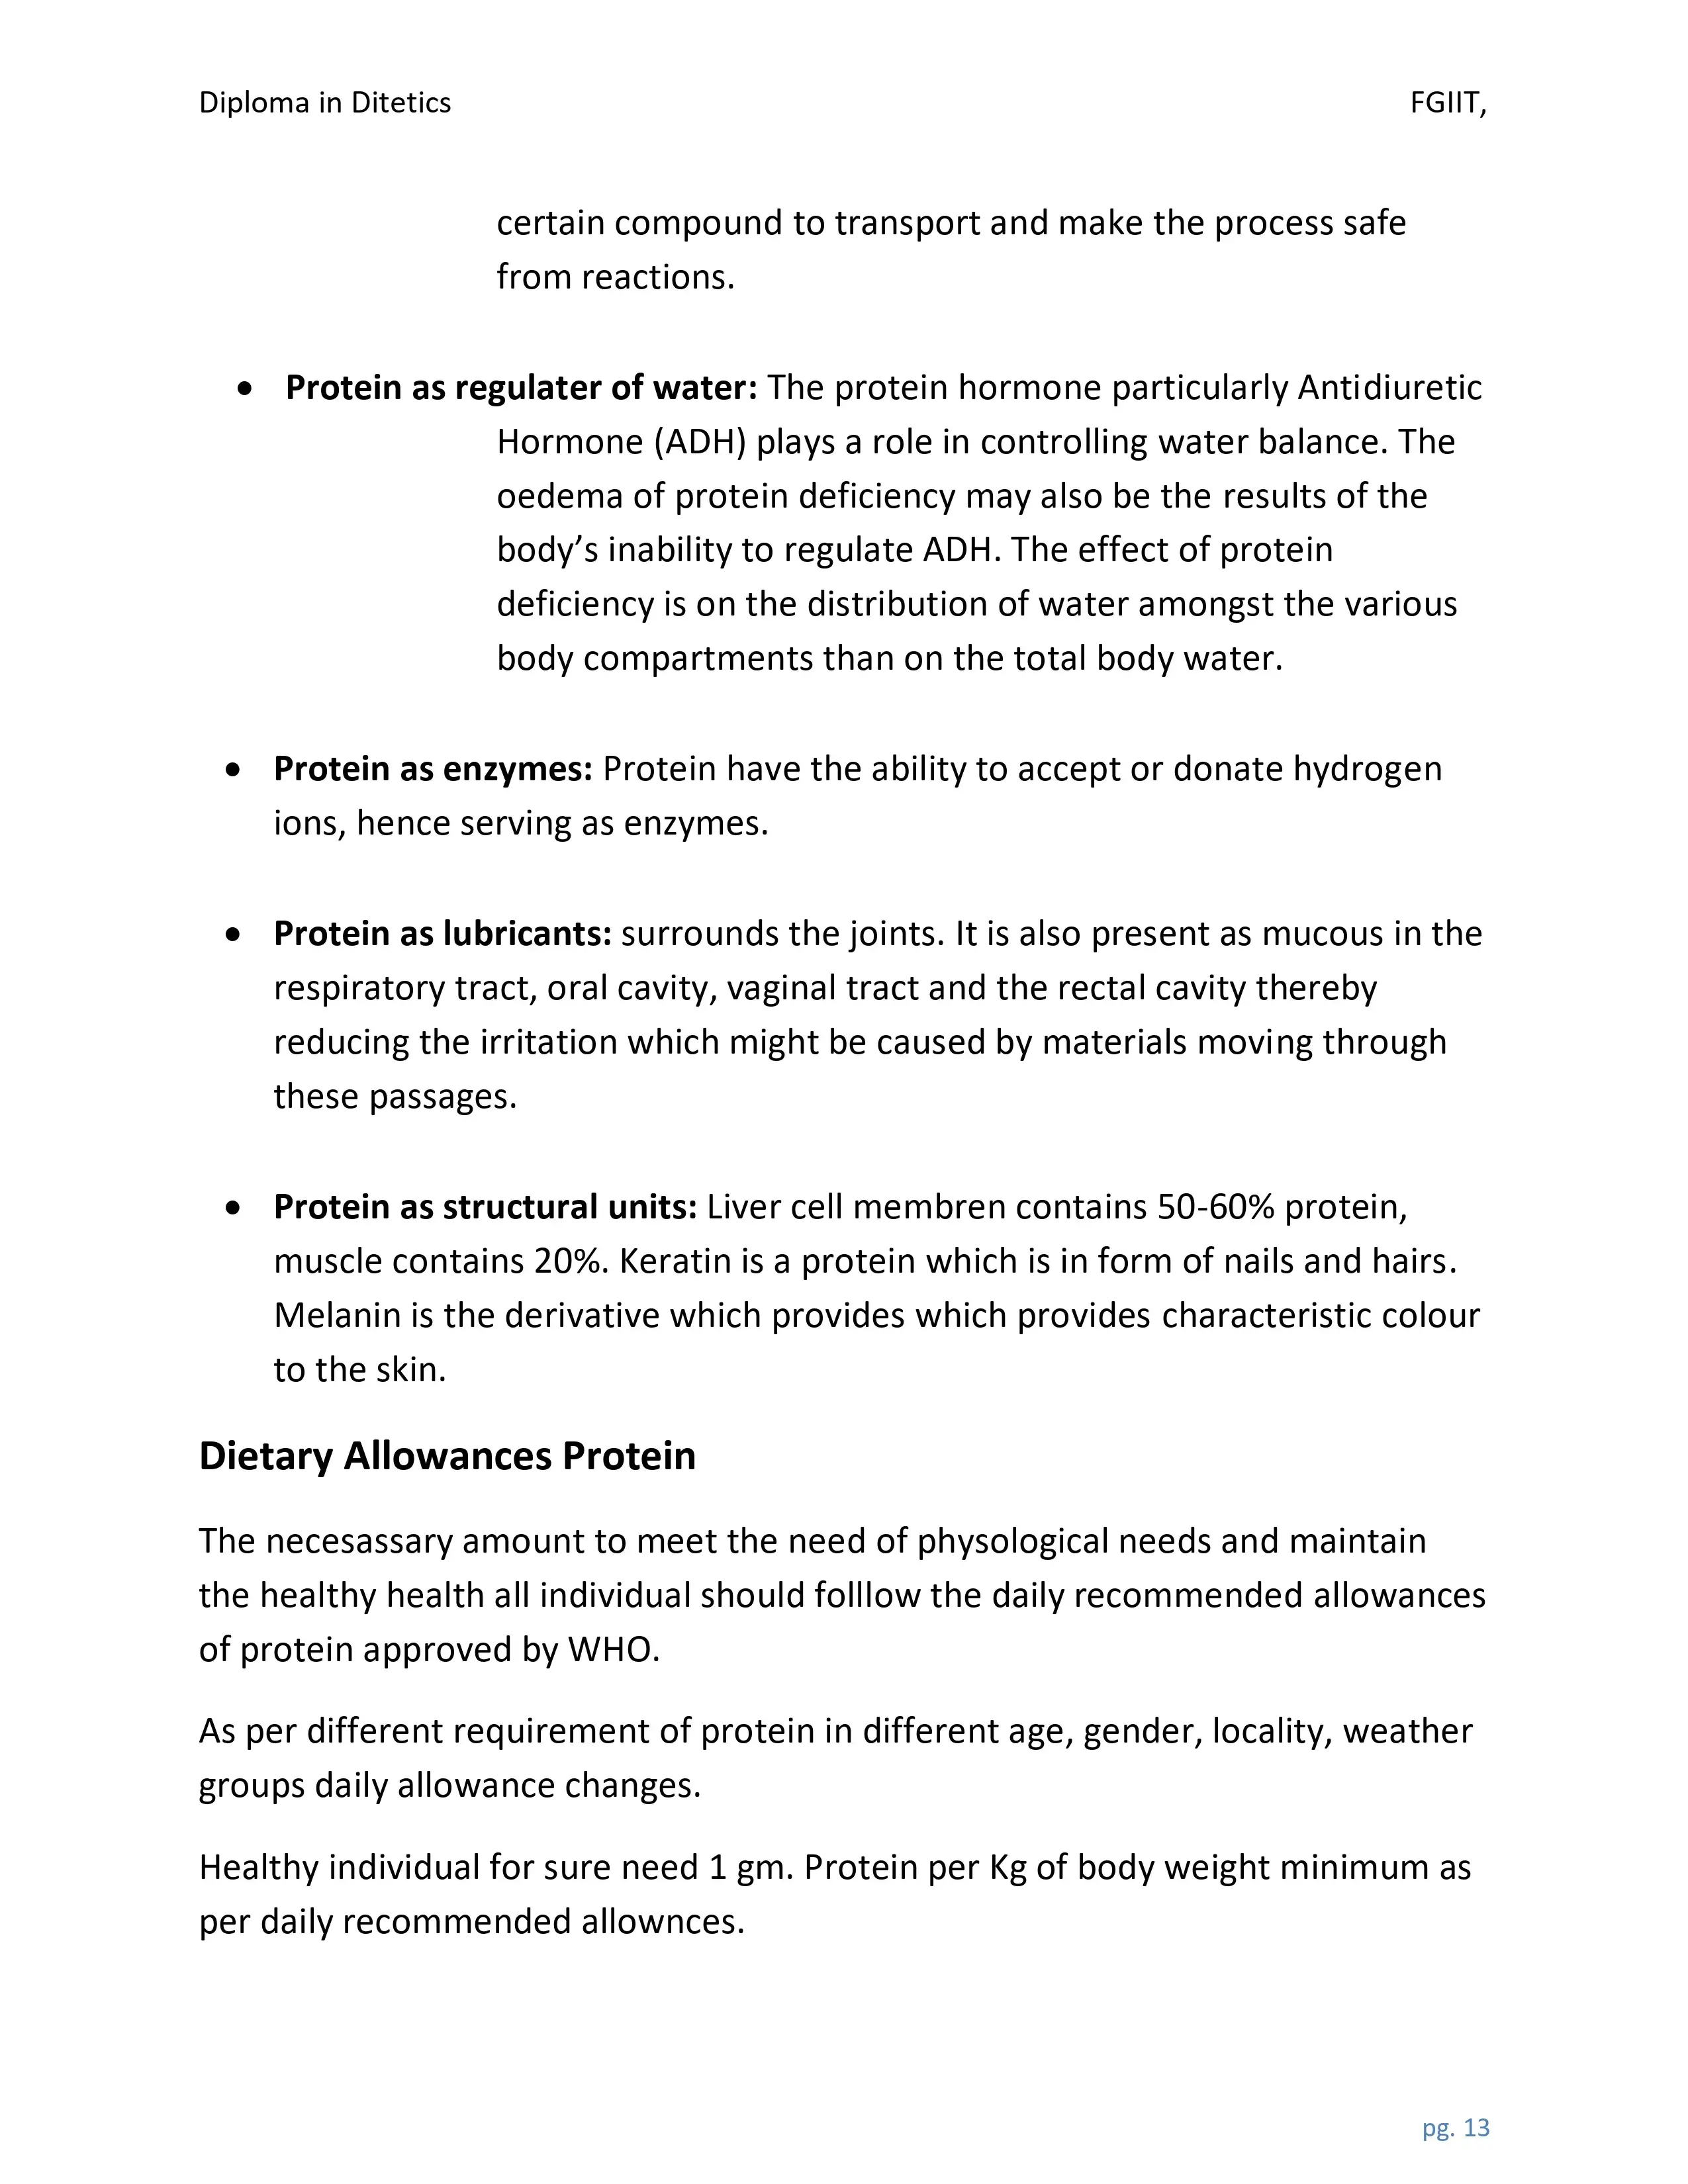 Diploma in Ditetics FGIIT,
certain compound to transport and make the process safe
from reactions.
• Protein as regulater of water: The protein hormone particularly Antidiuretic
Hormone (ADH) plays a role in controlling water balance. The
oedema of protein deficiency may also be the results of the
body’s inability to regulate ADH. The effect of protein
deficiency is on the distribution of water amongst the various
body compartments than on the total body water.
• Protein as enzymes: Protein have the ability to accept or donate hydrogen
ions, hence serving as enzymes.
• Protein as lubricants: surrounds the joints. It is also present as mucous in the
respiratory tract, oral cavity, vaginal tract and the rectal cavity thereby
reducing the irritation which might be caused by materials moving through
these passages.
• Protein as structural units: Liver cell membren contains 50-60% protein,
muscle contains 20%. Keratin is a protein which is in form of nails and hairs.
Melanin is the derivative which provides which provides characteristic colour
to the skin.
Dietary Allowances Protein
The necesassary amount to meet the need of physological needs and maintain
the healthy health all individual should folllow the daily recommended allowances
of protein approved by WHO.
As per different requirement of protein in different age, gender, locality, weather
groups daily allowance changes.
Healthy individual for sure need 1 gm. Protein per Kg of body weight minimum as
per daily recommended allownces.
pg. 13